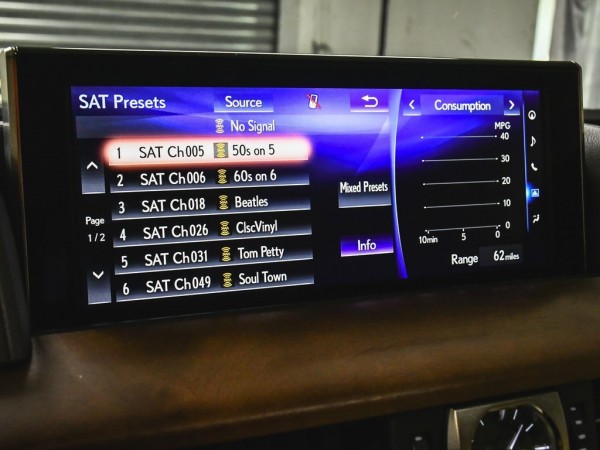 SAT Presets Source
No Signal
1 SAT Ch005 50s on 5
2 SAT Ch006 60s on 6
3 SAT Ch018 Beatles
4 SAT Ch026 ClscVinyl
5 SAT Ch031 Tom Petty
6 SAT Ch049 Soul Town
Page
1/2
Mixed Presets
Info
Consumption
MPG
40
30
20
10
0
10min 5 0
Range 62 miles